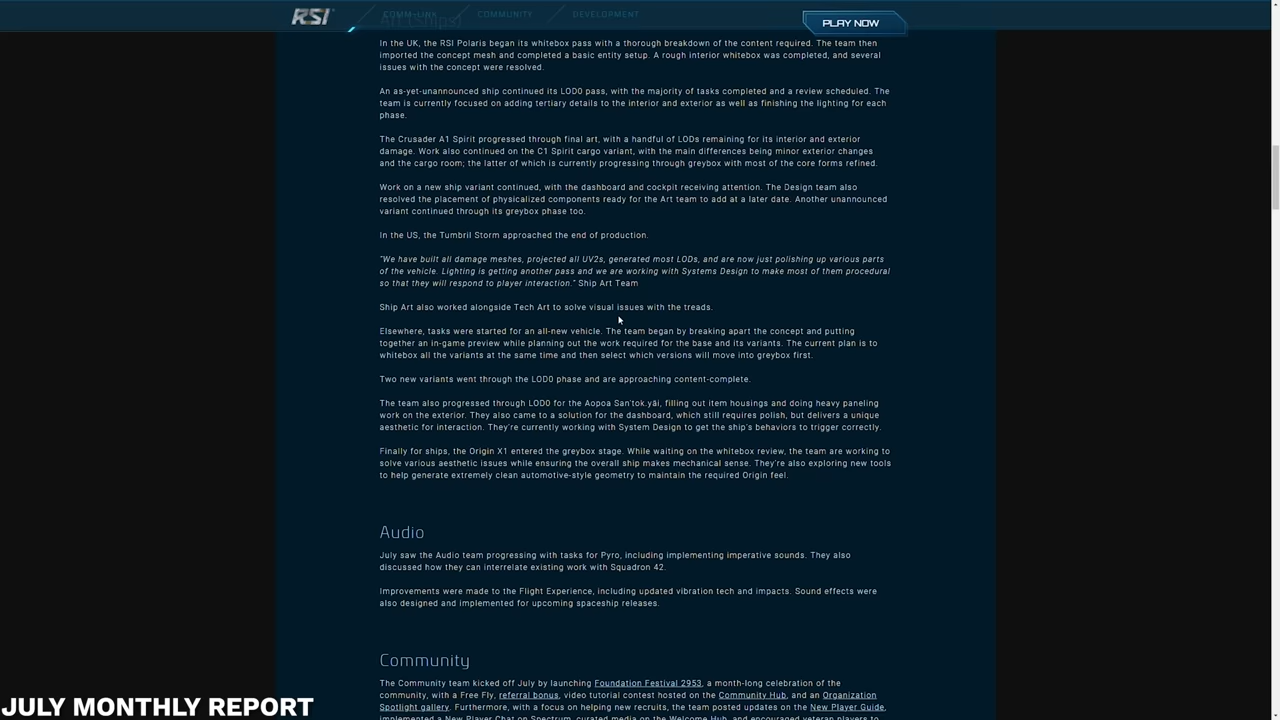 RSI
COMM-LINK
COMMUNITY
DEVELOPMENT
PLAY NOW
Art (Ships)
In the UK, the RSI Polaris began its whitebox pass with a thorough breakdown of the content required. The team then
imported the concept mesh and completed a basic entity setup. A rough interior whitebox was completed, and several
issues with the concept were resolved.
An as-yet-unannounced ship continued its LOD0 pass, with the majority of tasks completed and a review scheduled. The
team is currently focused on adding tertiary details to the interior and exterior as well as finishing the lighting for each
phase.
The Crusader A1 Spirit progressed through final art, with a handful of LODs remaining for its interior and exterior
damage. Work also continued on the C1 Spirit cargo variant, with the main differences being minor exterior changes
and the cargo room; the latter of which is currently progressing through greybox with most of the core forms refined.
Work on a new ship variant continued, with the dashboard and cockpit receiving attention. The Design team also
resolved the placement of physicalized components ready for the Art team to add at a later date. Another unannounced
variant continued through its greybox phase too.
In the US, the Tumbril Storm approached the end of production.
"We have built all damage meshes, projected all UV2s, generated most LODs, and are now just polishing up various parts
of the vehicle. Lighting is getting another pass and we are working with Systems Design to make most of them procedural
so that they will respond to player interaction." Ship Art Team
Ship Art also worked alongside Tech Art to solve visual issues with the treads.
Elsewhere, tasks were started for an all-new vehicle. The team began by breaking apart the concept and putting
together an in-game preview while planning out the work required for the base and its variants. The current plan is to
whitebox all the variants at the same time and then select which versions will move into greybox first.
Two new variants went through the LOD0 phase and are approaching content-complete.
The team also progressed through LOD0 for the Aopoa San'tok.yāi, filling out item housings and doing heavy paneling
work on the exterior. They also came to a solution for the dashboard, which still requires polish, but delivers a unique
aesthetic for interaction. They're currently working with System Design to get the ship's behaviors to trigger correctly.
Finally for ships, the Origin X1 entered the greybox stage. While waiting on the whitebox review, the team are working to
solve various aesthetic issues while ensuring the overall ship makes mechanical sense. They're also exploring new tools
to help generate extremely clean automotive-style geometry to maintain the required Origin feel.
Audio
July saw the Audio team progressing with tasks for Pyro, including implementing imperative sounds. They also
discussed how they can interrelate existing work with Squadron 42.
Improvements were made to the Flight Experience, including updated vibration tech and impacts. Sound effects were
also designed and implemented for upcoming spaceship releases.
Community
The Community team kicked off July by launching Foundation Festival 2953, a month-long celebration of the
community, with a Free Fly, referral bonus, video tutorial contest hosted on the Community Hub, and an Organization
Spotlight gallery. Furthermore, with a focus on helping new recruits, the team posted updates on the New Player Guide,
implemented a New Player Chat on Spectrum, curated media on the Welcome Hub, and encouraged veteran players to
JULY MONTHLY REPORT